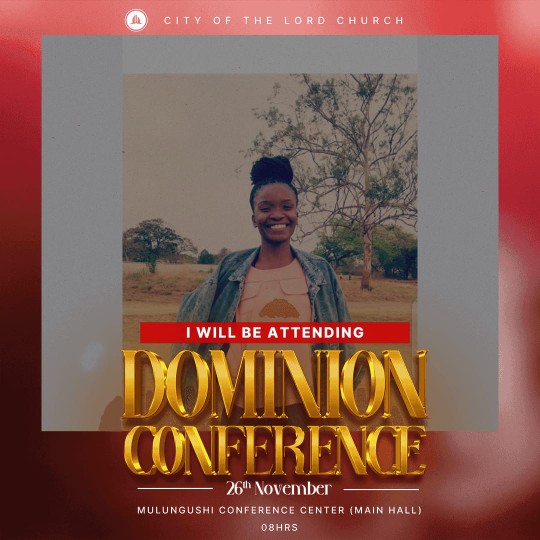 CITY OF THE LORD CHURCH
I WILL BE ATTENDING
DOMINION
CONFERENCE
26th November
MULUNGUSHI CONFERENCE CENTER (MAIN HALL)
08HRS